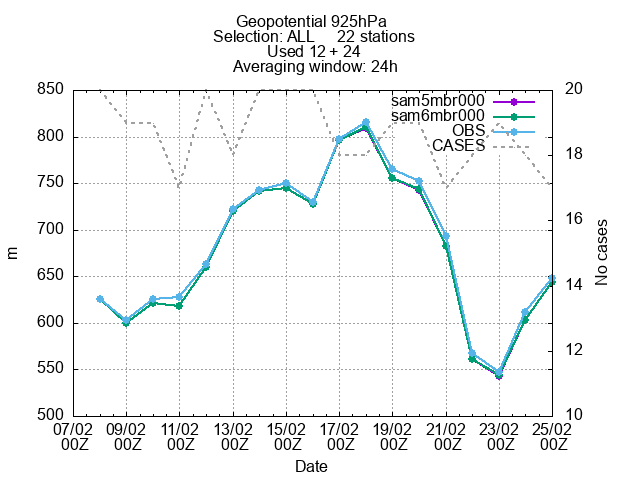 Geopotential 925hPa
Selection: ALL 22 stations
Used 12 + 24
Averaging window: 24h
850
800
750
700
650
600
550
500
m
20
18
16
14
12
10
No cases
sam5mbr000
sam6mbr000
OBS
CASES
07/02 09/02 11/02 13/02 15/02 17/02 19/02 21/02 23/02 25/02
00Z 00Z 00Z 00Z 00Z 00Z 00Z 00Z 00Z 00Z
Date